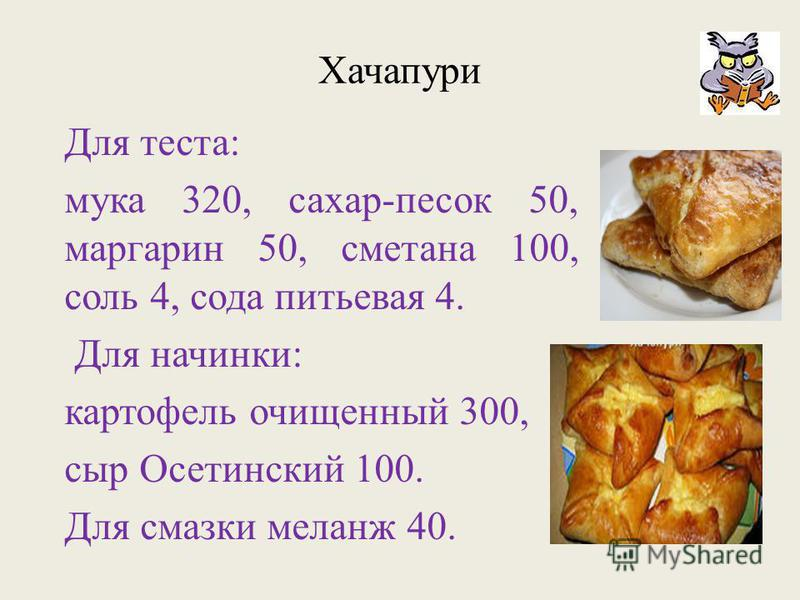 Хачапури
Для теста:
мука 320, сахар-песок 50,
маргарин 50, сметана 100,
соль 4, сода питьевая 4.
Для начинки:
картофель очищенный 300,
сыр Осетинский 100.
Для смазки меланж 40.
MyShared